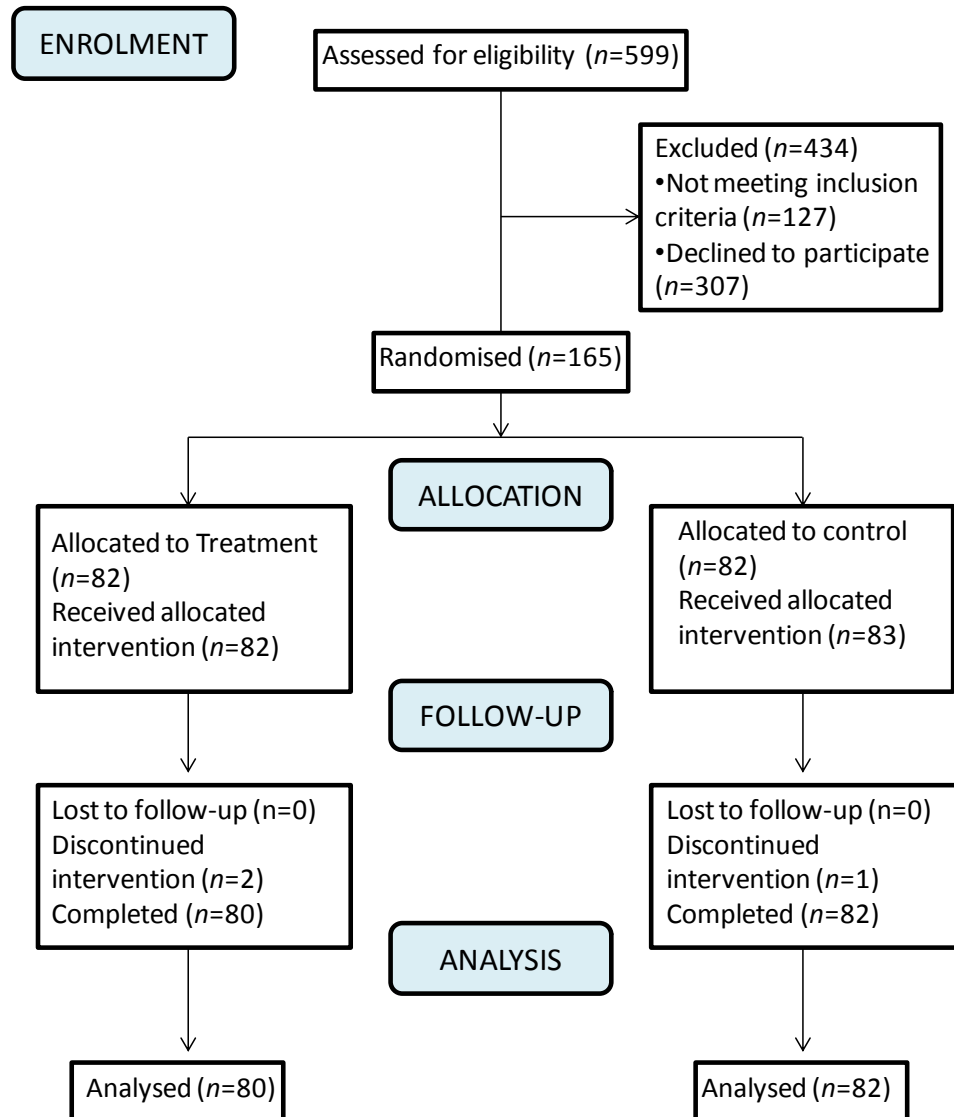 ENROLMENT
Assessed for eligibility (n=599)
Excluded (n=434)
•Not meeting inclusion
criteria (n=127)
•Declined to participate
(n=307)
Randomised (n=165)
ALLOCATION
Allocated to Treatment
(n=82)
Received allocated
intervention (n=82)
Allocated to control
(n=82)
Received allocated
intervention (n=83)
FOLLOW-UP
Lost to follow-up (n=0)
Discontinued
intervention (n=2)
Completed (n=80)
Lost to follow-up (n=0)
Discontinued
intervention (n=1)
Completed (n=82)
ANALYSIS
Analysed (n=80)
Analysed (n=82)